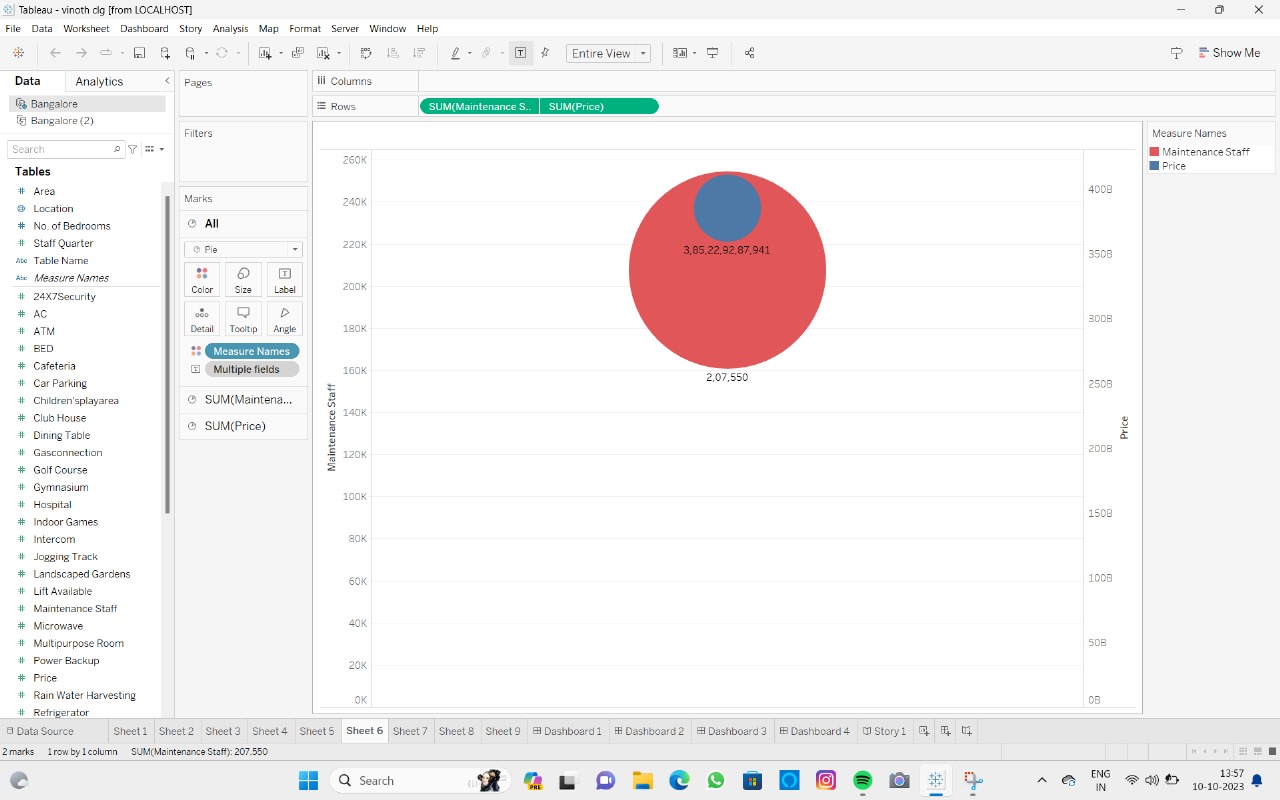 Tableau - vinoth clg [from LOCALHOST]
File Data Worksheet Dashboard Story Analysis Map Format Server Window Help
Entire View
Show Me
Data Analytics
Bangalore
Bangalore (2)
Search
Tables
Area
Location
No. of Bedrooms
Staff Quarter
Abc Table Name
Abc Measure Names
24X7Security
AC
ATM
BED
Cafeteria
Car Parking
Children'splayarea
Club House
Dining Table
Gasconnection
Golf Course
Gymnasium
Hospital
Indoor Games
Intercom
Jogging Track
Landscaped Gardens
Lift Available
Maintenance Staff
Microwave
Multipurpose Room
Power Backup
Price
Rain Water Harvesting
Refrigerator
Pages
Filters
Marks
All
Pie
Color Size Label
Detail Tooltip Angle
Measure Names
Multiple fields
SUM(Maintena...
SUM(Price)
Columns
Rows SUM(Maintenance S.. SUM(Price)
Maintenance Staff
260K
240K
220K
200K
180K
160K
140K
120K
100K
80K
60K
40K
20K
0K
3,85,22,92,87,941
2,07,550
400B
350B
300B
250B
200B
150B
100B
50B
0B
Price
Measure Names
Maintenance Staff
Price
Data Source Sheet 1 Sheet 2 Sheet 3 Sheet 4 Sheet 5 Sheet 6 Sheet 7 Sheet 8 Sheet 9 Dashboard 1 Dashboard 2 Dashboard 3 Dashboard 4 Story 1
2 marks 1 row by 1 column SUM(Maintenance Staff): 207,550
Search
PRE
ENG
IN
13:57
10-10-2023